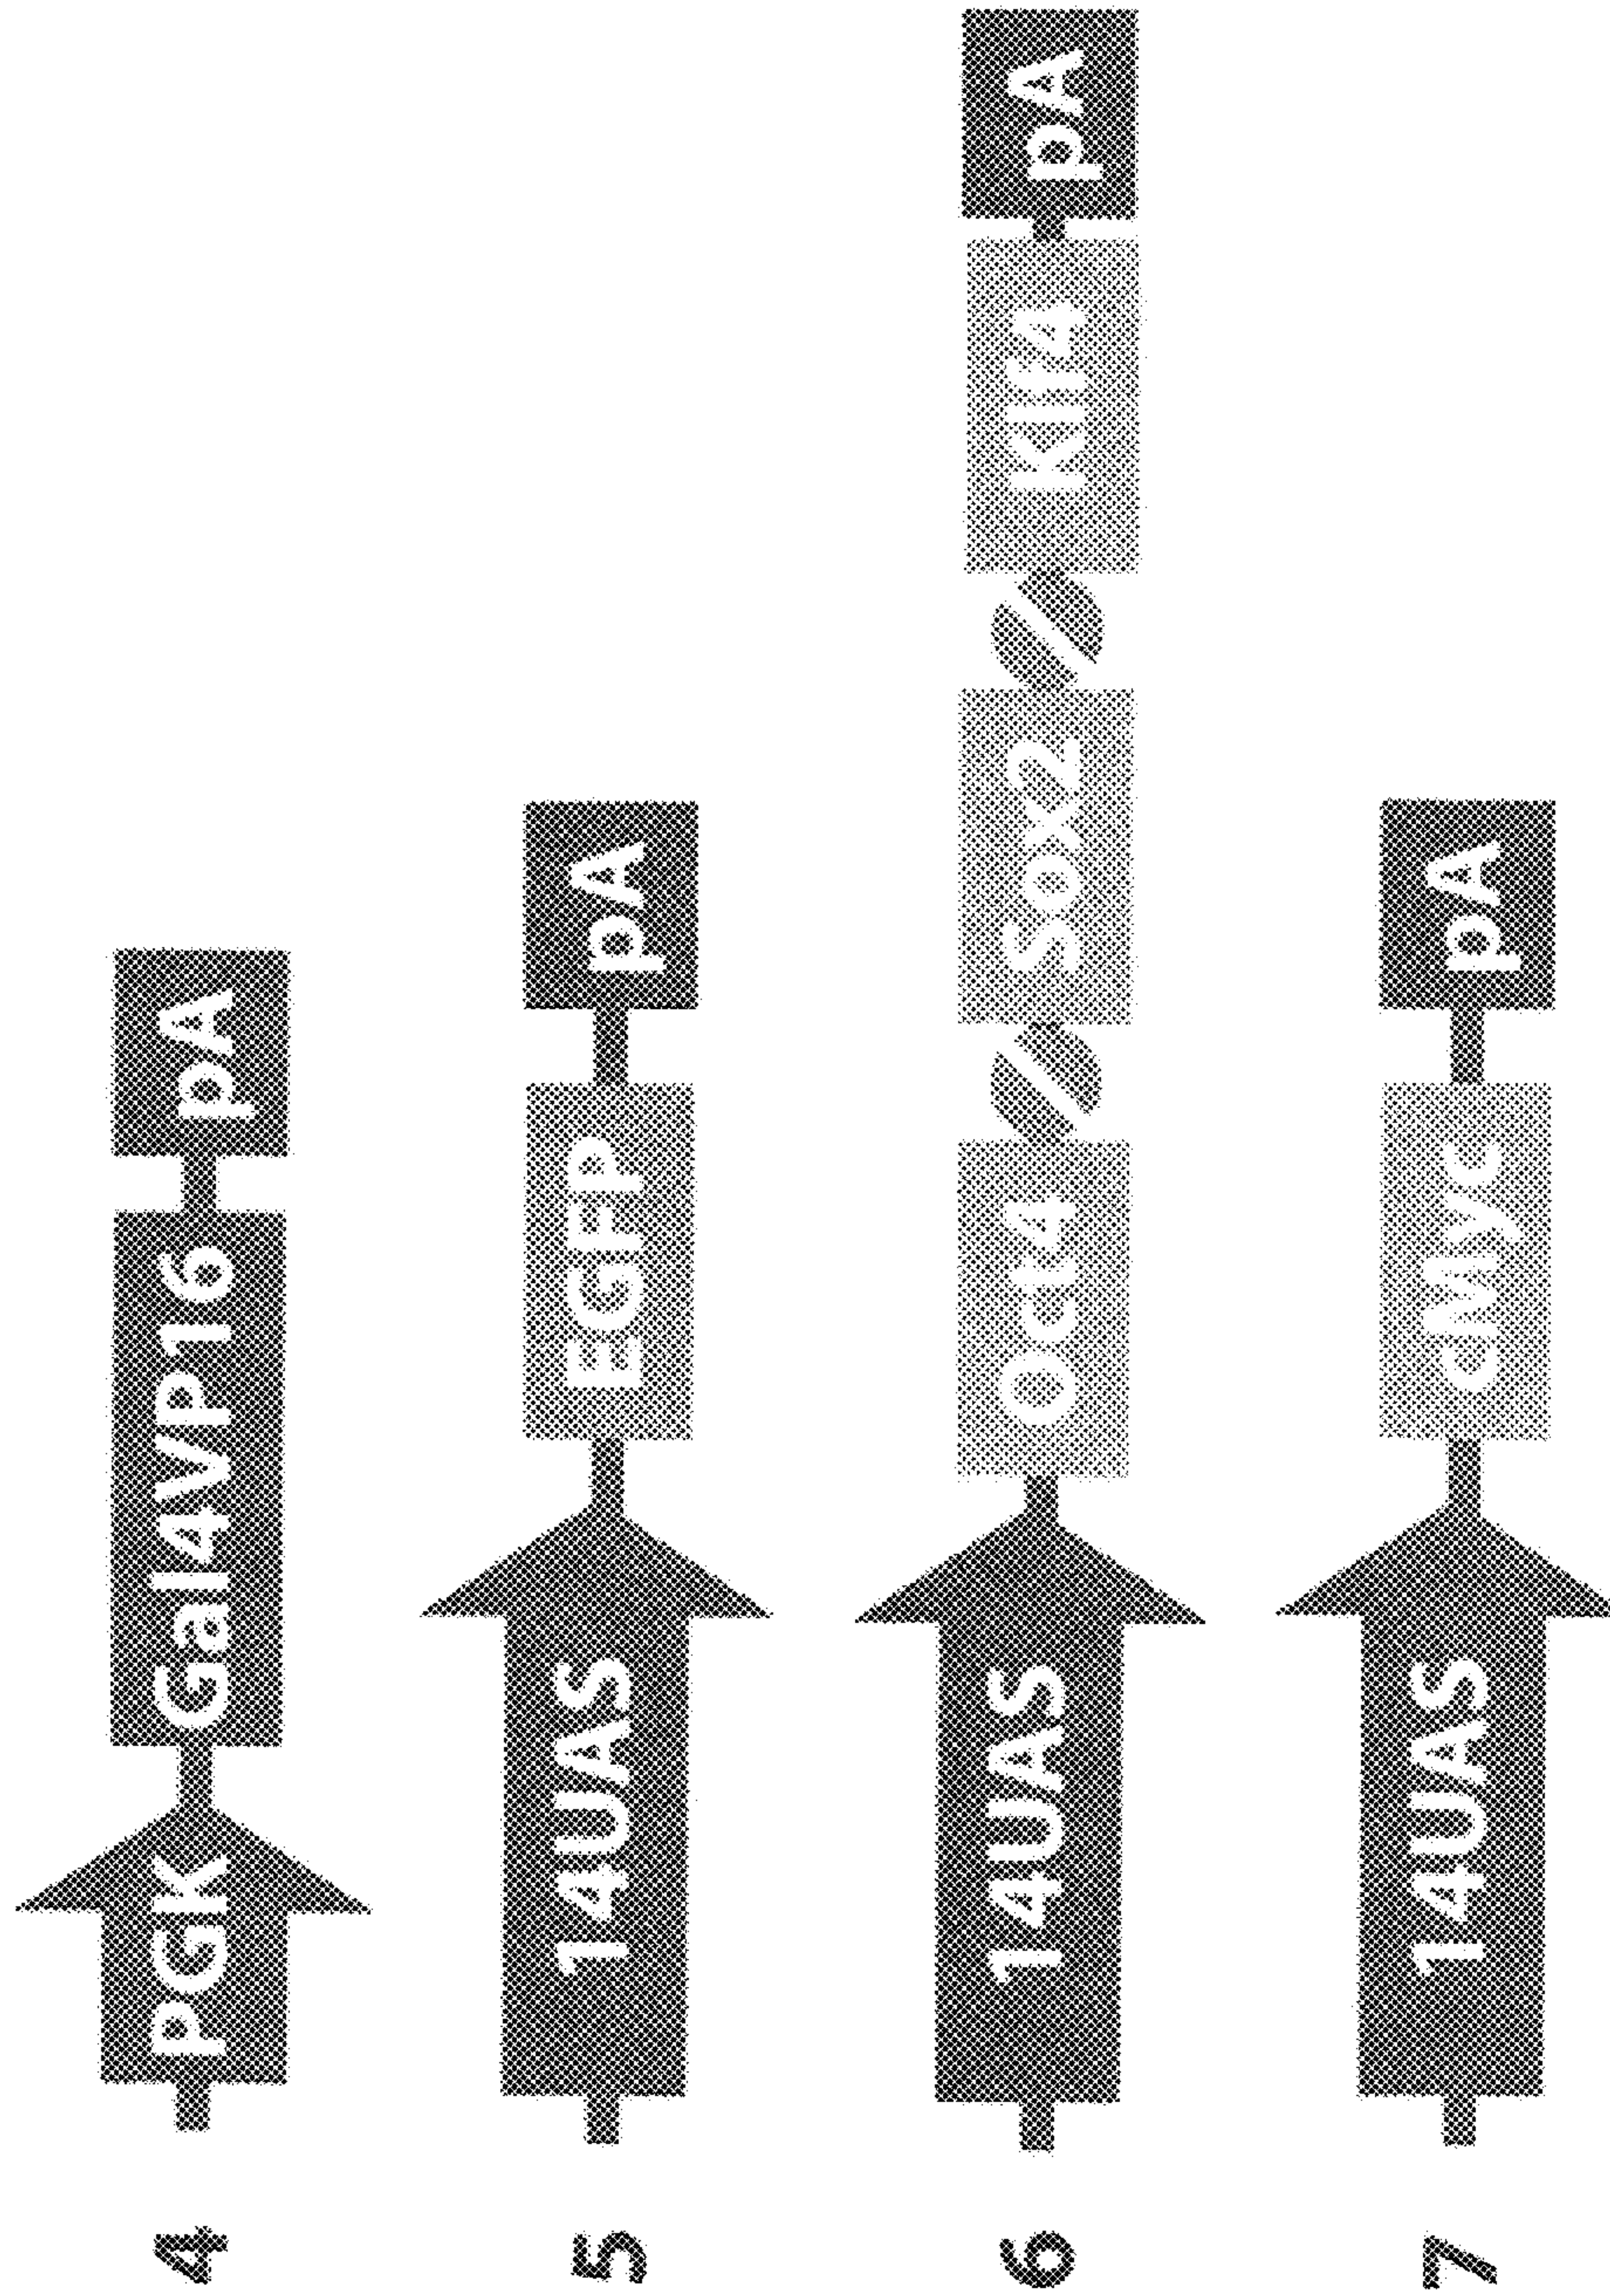 4 PGK Gal4VP16 pA
5 14UAS EGFP pA
6 14UAS Oct4 Sox2 Klf4 pA
7 14UAS cMyc pA